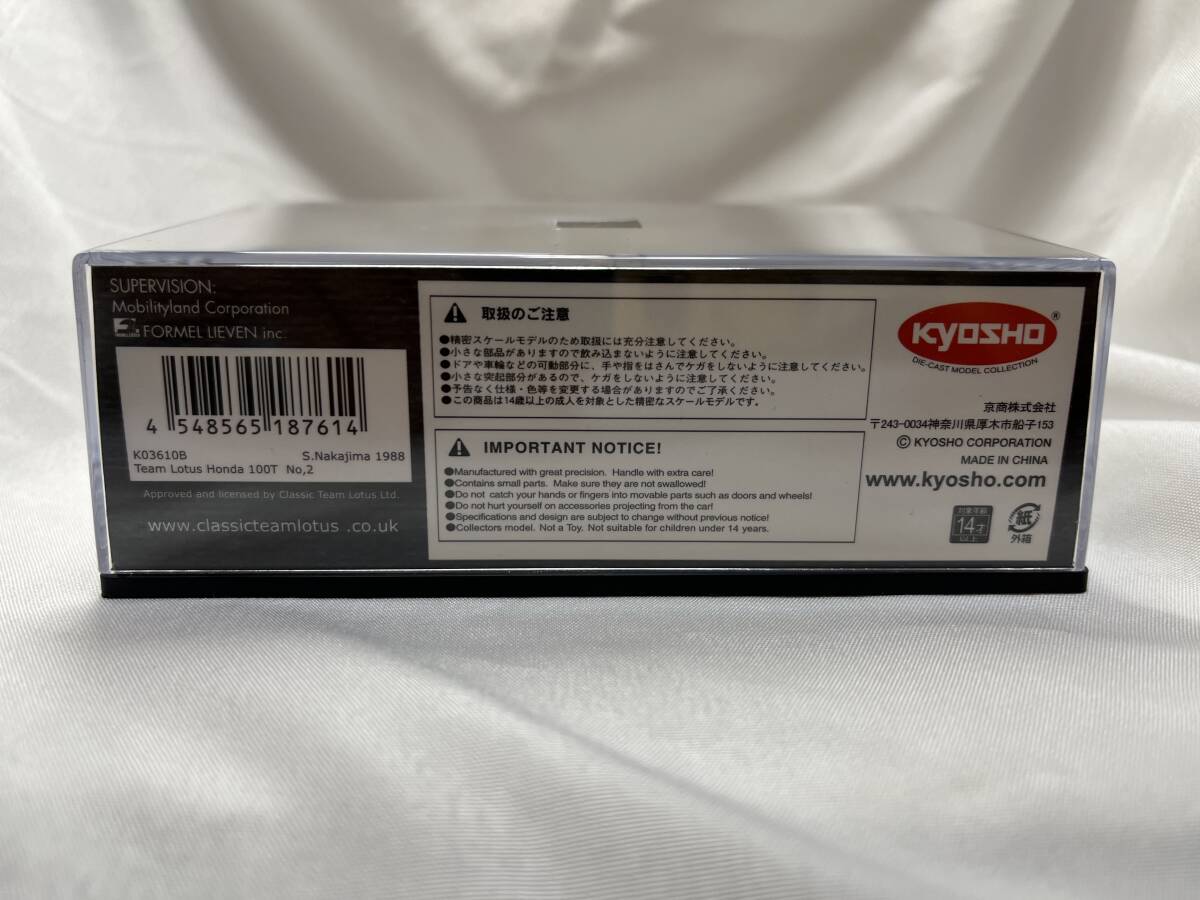 SUPERVISION:
Mobilityland Corporation
FORMEL LIEVEN inc.
4 548565 187614
K03610B S.Nakajima 1988
Team Lotus Honda 100T No,2
Approved and licensed by Classic Team Lotus Ltd.
www.classicteamlotus .co.uk
取扱のご注意
●精密スケールモデルのため取扱には充分注意してください。
●小さな部品がありますので飲み込まないように注意してください。
●ドアや車輪などの可動部分に、手や指をはさんでケガをしないように注意してください。
●小さな突起部分があるので、ケガをしないように注意してください。
●予告なく仕様・色等を変更する場合がありますのでご了承ください。
●この商品は14歳以上の成人を対象とした精密なスケールモデルです。
IMPORTANT NOTICE!
●Manufactured with great precision. Handle with extra care!
●Contains small parts. Make sure they are not swallowed!
●Do not catch your hands or fingers into movable parts such as doors and wheels!
●Do not hurt yourself on accessories projecting from the car!
●Specifications and design are subject to change without previous notice!
●Collectors model. Not a Toy. Not suitable for children under 14 years.
KYOSHO ®
DIE-CAST MODEL COLLECTION
京商株式会社
〒243-0034神奈川県厚木市船子153
© KYOSHO CORPORATION
MADE IN CHINA
www.kyosho.com
対象年齢
14才
以上
紙
外箱